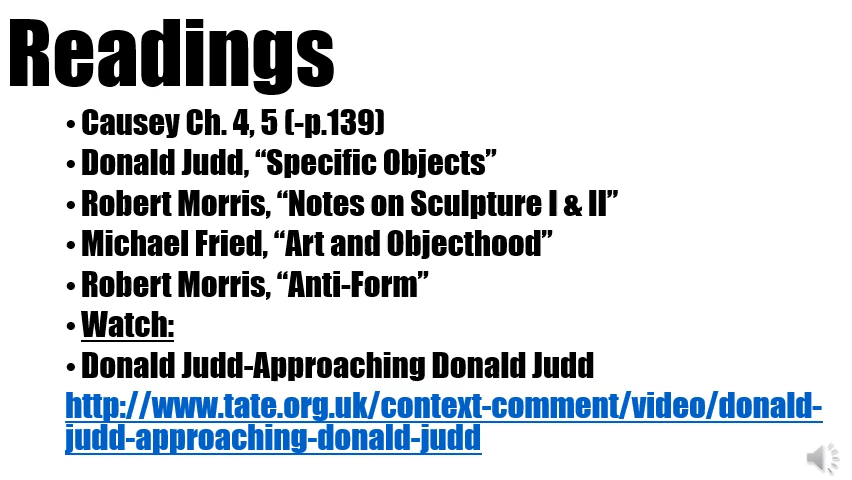 Readings
• Causey Ch. 4, 5 (-p.139)
• Donald Judd, “Specific Objects”
• Robert Morris, “Notes on Sculpture I & II”
• Michael Fried, “Art and Objecthood”
• Robert Morris, “Anti-Form”
• Watch:
• Donald Judd-Approaching Donald Judd
http://www.tate.org.uk/context-comment/video/donald-
judd-approaching-donald-judd